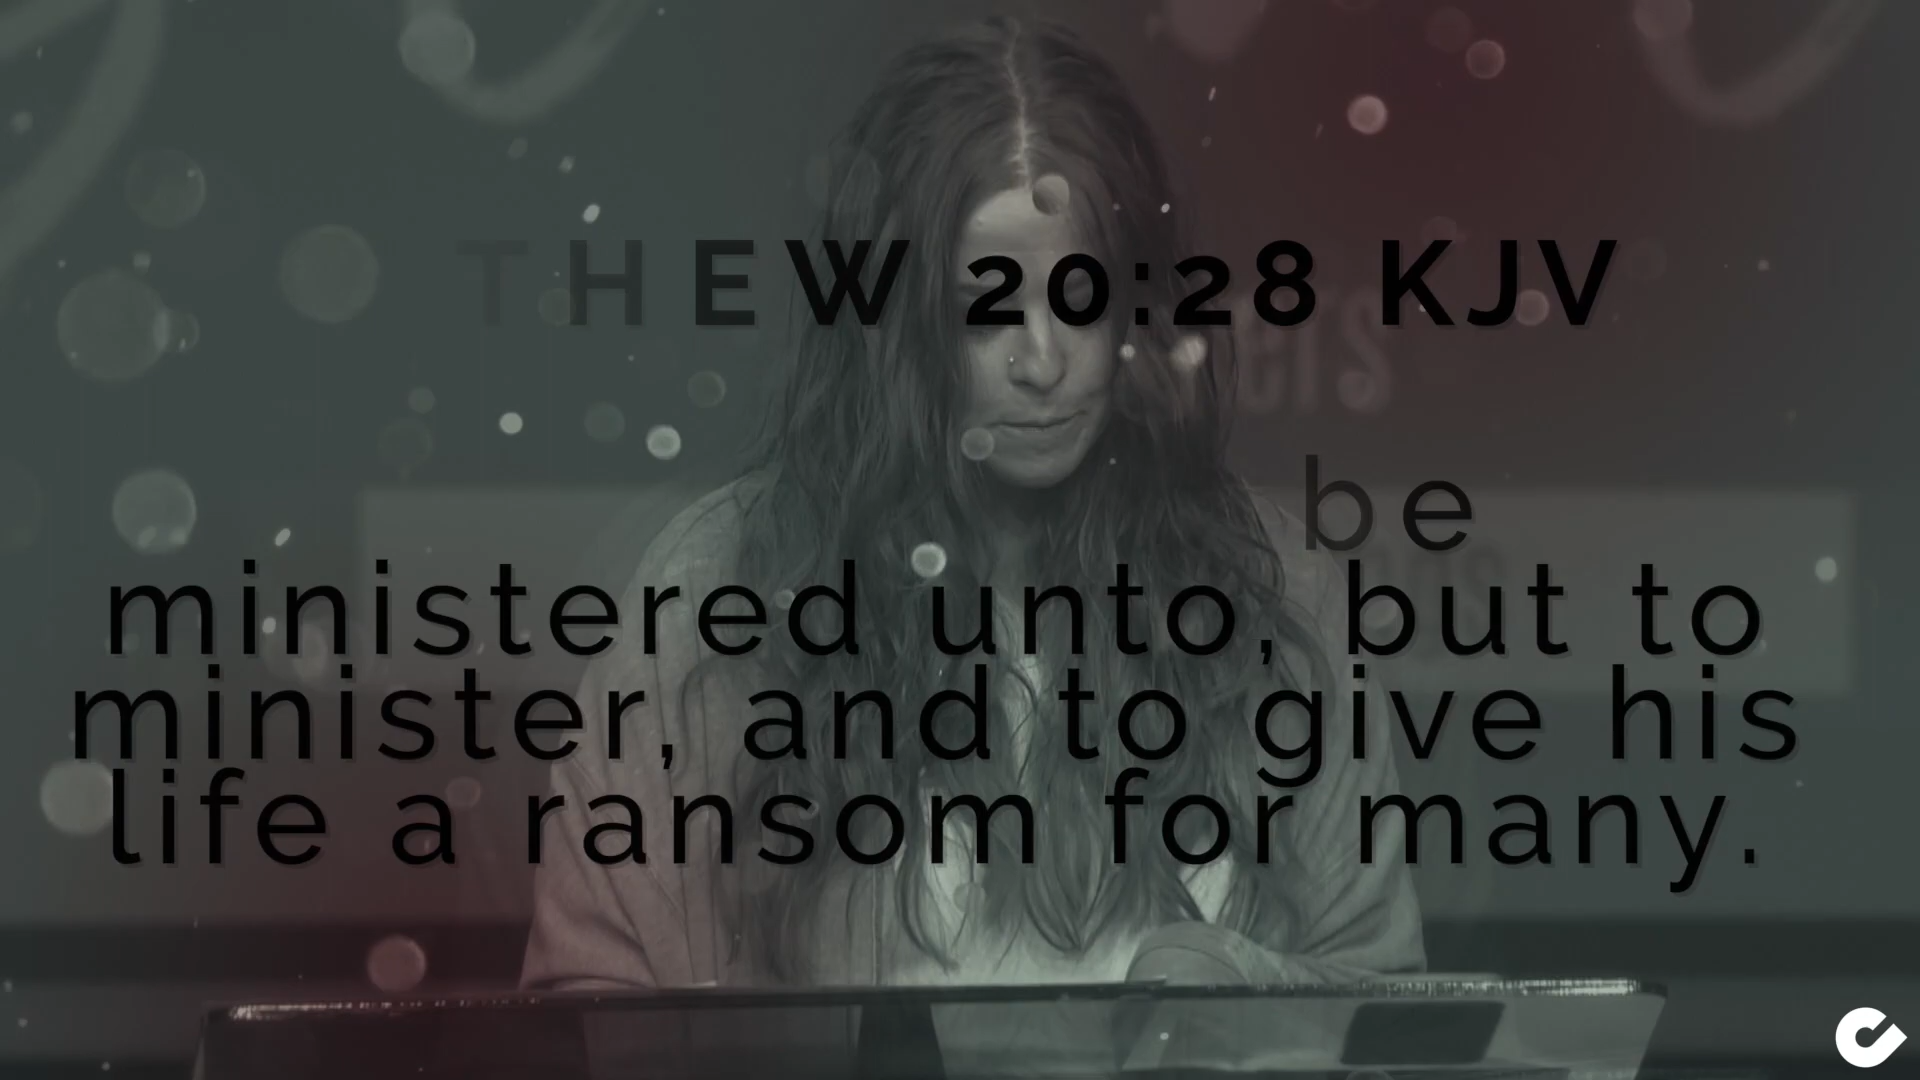 THEW 20:28 KJV
be
ministered unto, but to
minister, and to give his
life a ransom for many.